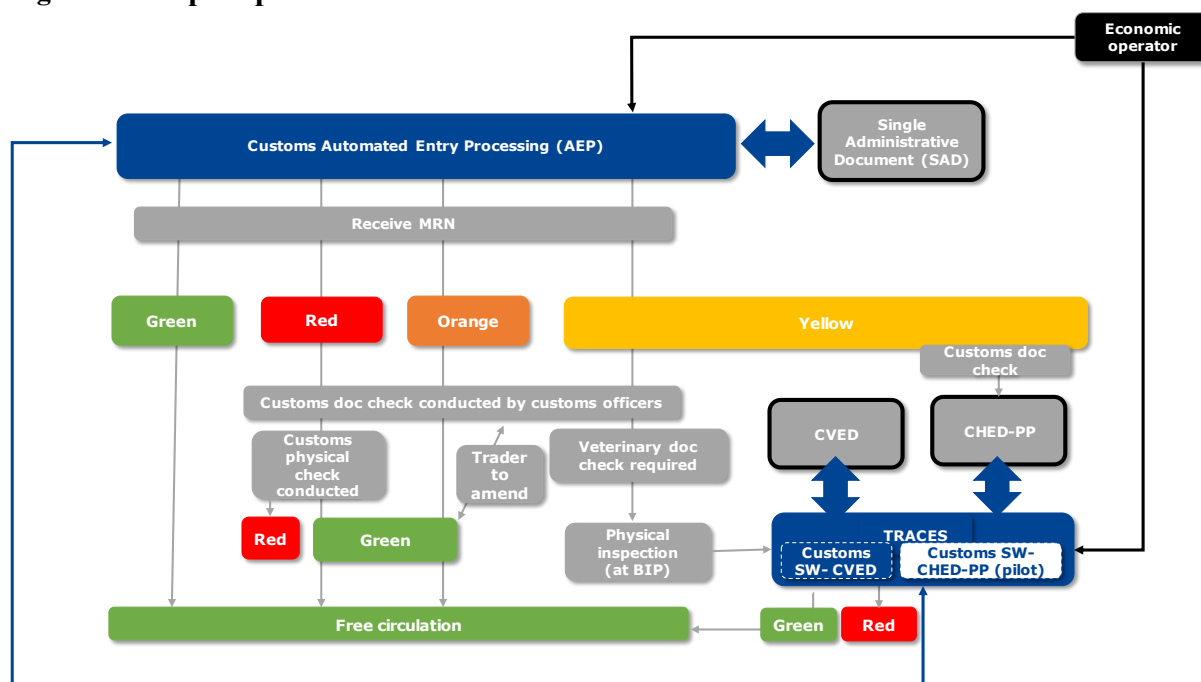 Economic
operator
Customs Automated Entry Processing (AEP)
Single
Administrative
Document (SAD)
Receive MRN
Green
Red
Orange
Yellow
Customs doc
check
Customs doc check conducted by customs officers
CVED
CHED-PP
Customs
physical
check
conducted
Trader
to
amend
Veterinary doc
check required
Red
Green
Physical
inspection
(at BIP)
TRACES
Customs
SW- CVED
Customs SW-
CHED-PP (pilot)
Free circulation
Green
Red